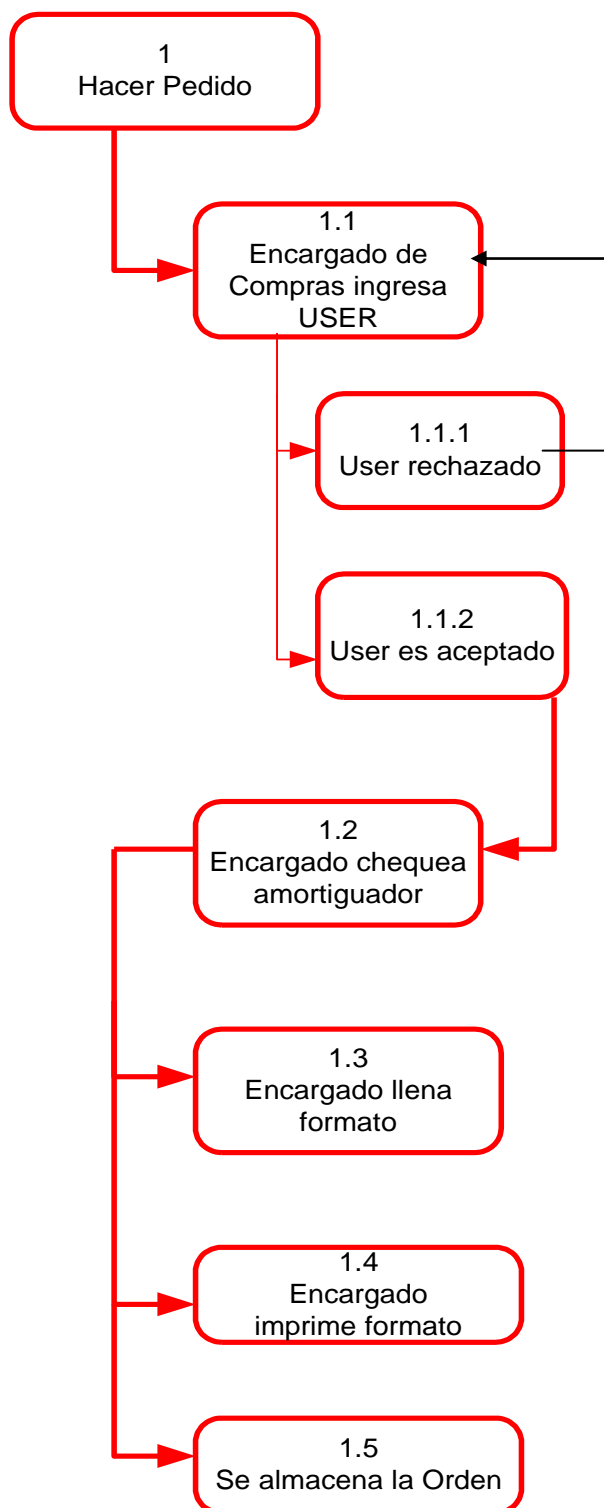 1
Hacer Pedido
1.1
Encargado de
Compras ingresa
USER
1.1.1
User rechazado
1.1.2
User es aceptado
1.2
Encargado chequea
amortiguador
1.3
Encargado llena
formato
1.4
Encargado
imprime formato
1.5
Se almacena la Orden